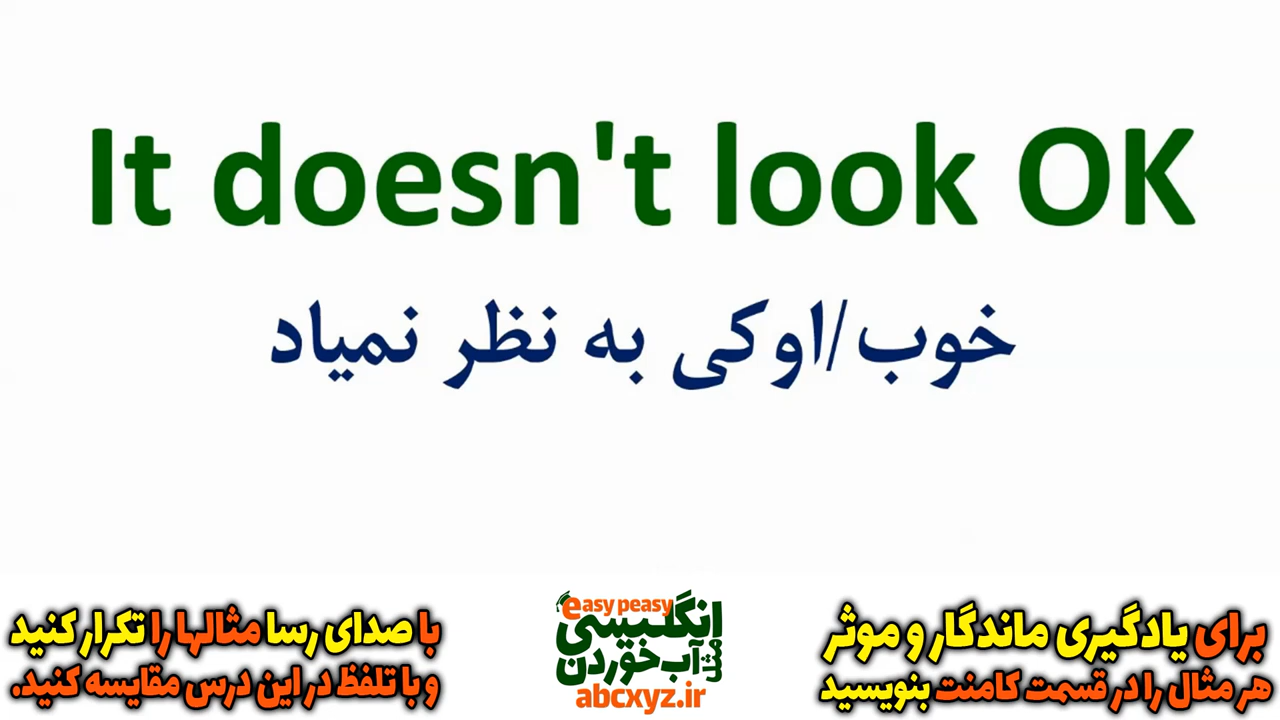 It doesn't look OK
خوب/اوکی به نظر نمیاد
برای یادگیری ماندگار و موثر
هر مثال را در قسمت کامنت بنویسید
easy peasy
انگلیسی
مثل آب خوردن
abcxyz.ir
با صدای رسا مثالها را تکرار کنید
و با تلفظ در این درس مقایسه کنید.